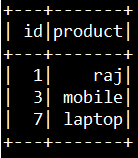 +---+-------+
| id|product|
+---+-------+
|  1|    raj|
|  3| mobile|
|  7| laptop|
+---+-------+